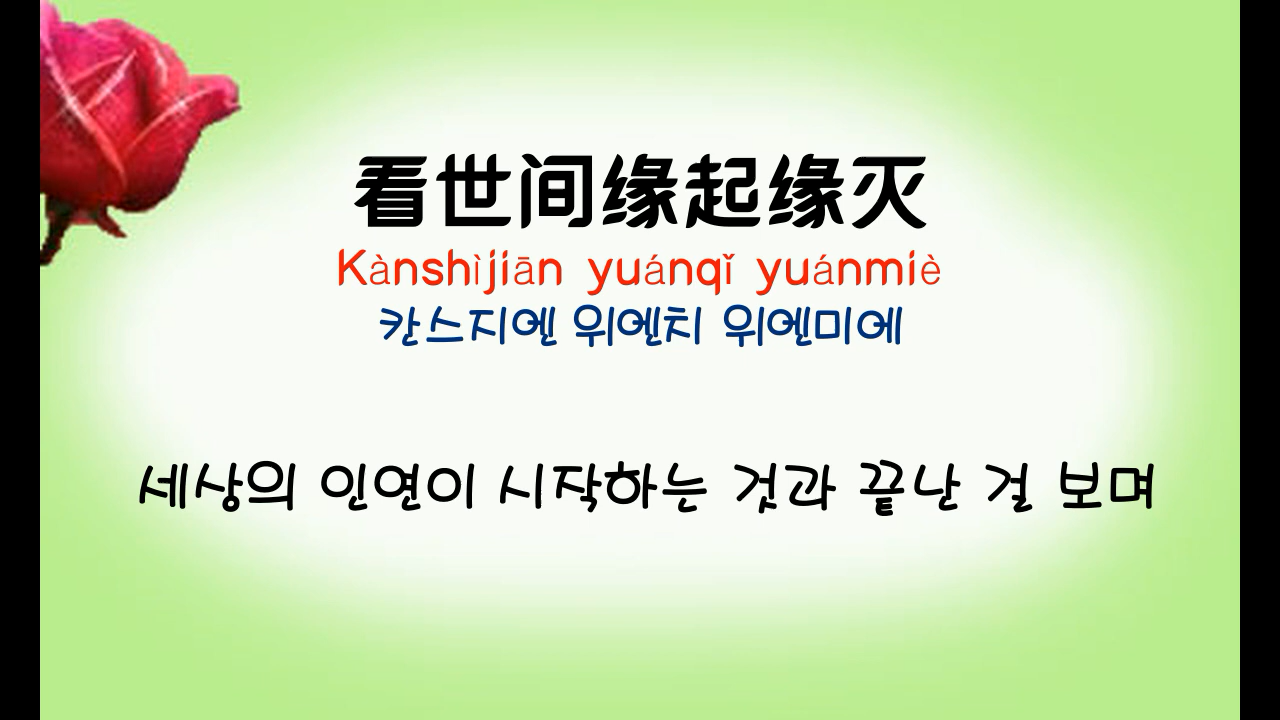 看世间缘起缘灭
Kànshìjiān yuánqǐ yuánmiè
칸스지엔 위엔치 위엔미에
세상의 인연이 시작하는 것과 끝난 걸 보며